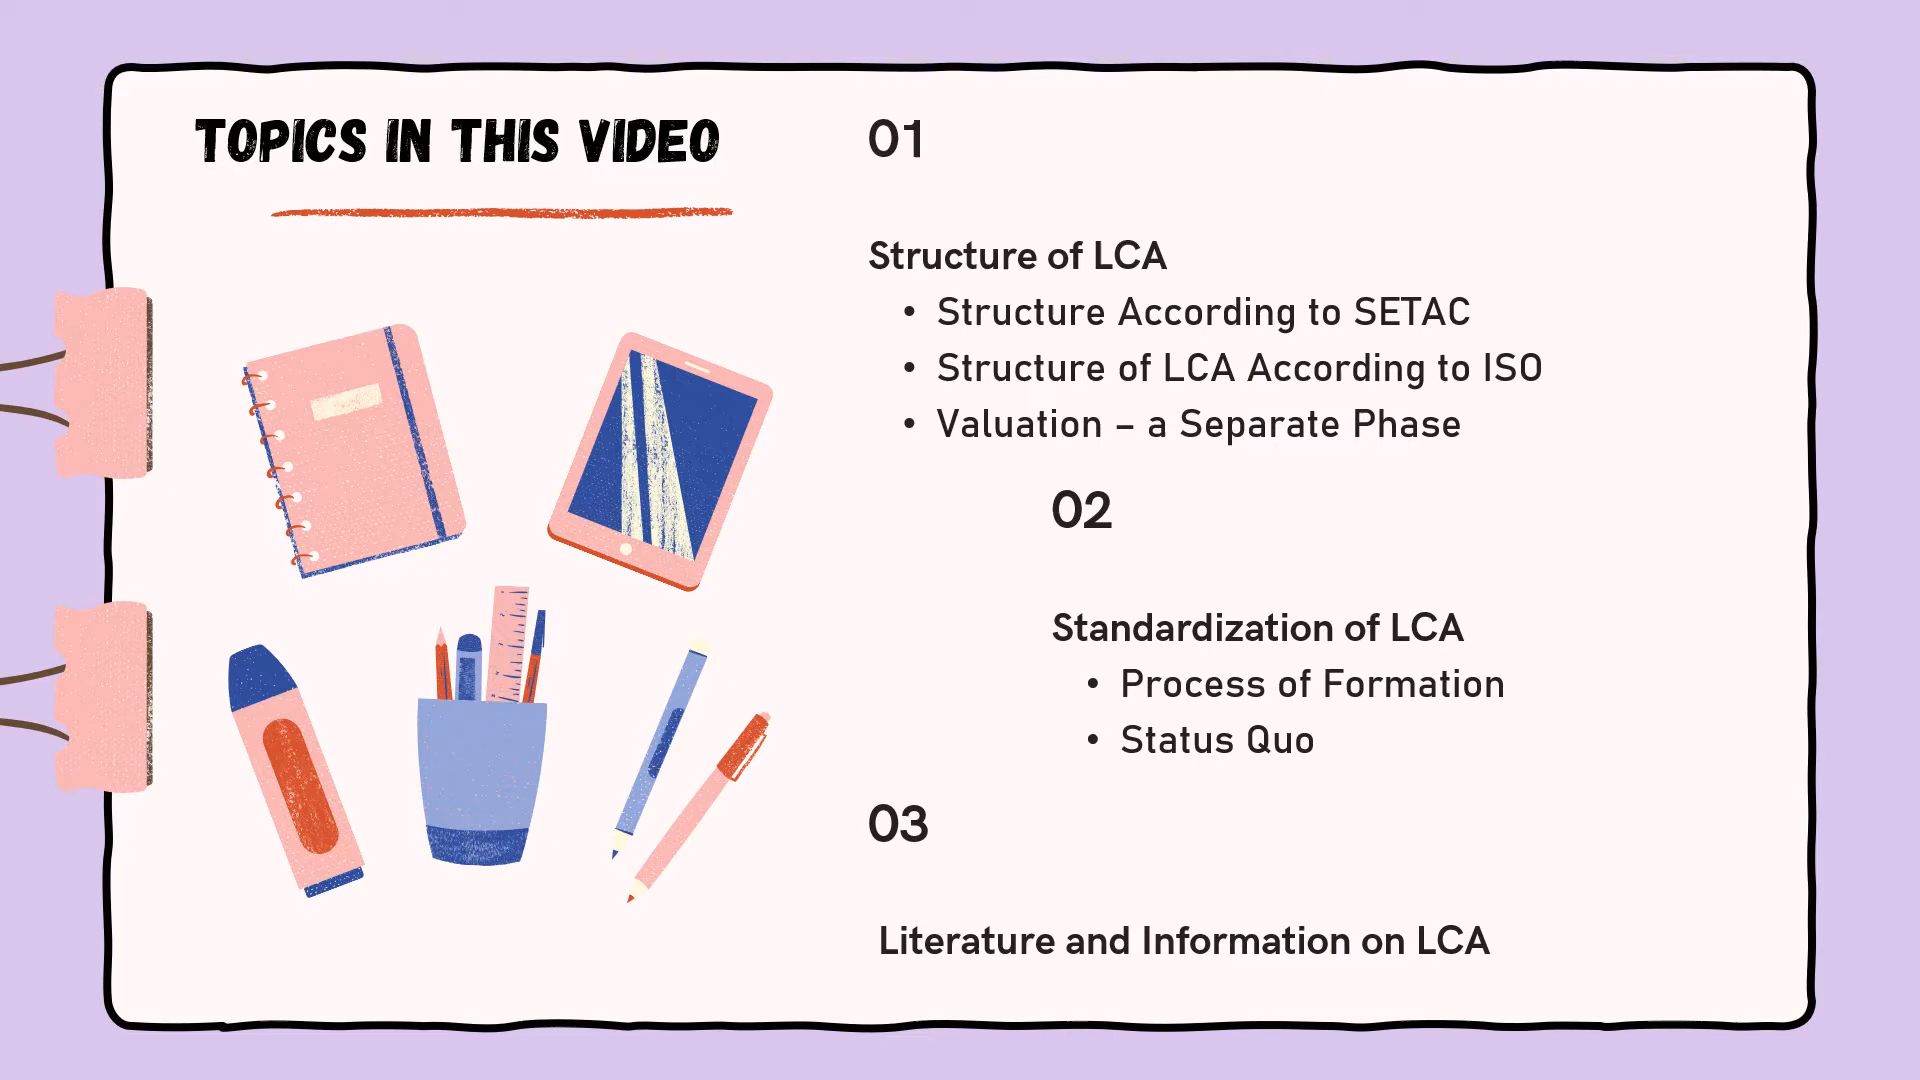 TOPICS IN THIS VIDEO
01
Structure of LCA
• Structure According to SETAC
• Structure of LCA According to ISO
• Valuation – a Separate Phase
02
Standardization of LCA
• Process of Formation
• Status Quo
03
Literature and Information on LCA